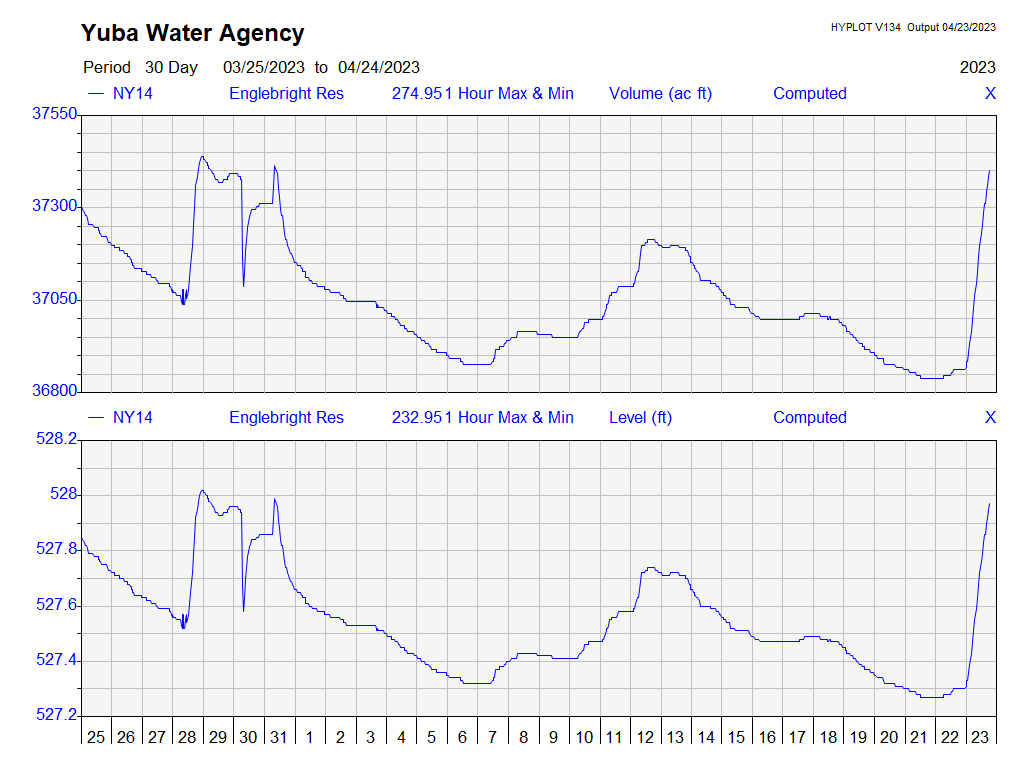 Yuba Water Agency
HYPLOT V134 Output 04/23/2023
Period 30 Day 03/25/2023 to 04/24/2023 2023
NY14 Englebright Res 274.951 Hour Max & Min Volume (ac ft) Computed X
37550
37300
37050
36800
NY14 Englebright Res 232.951 Hour Max & Min Level (ft) Computed X
528.2
528
527.8
527.6
527.4
527.2
25 26 27 28 29 30 31 1 2 3 4 5 6 7 8 9 10 11 12 13 14 15 16 17 18 19 20 21 22 23